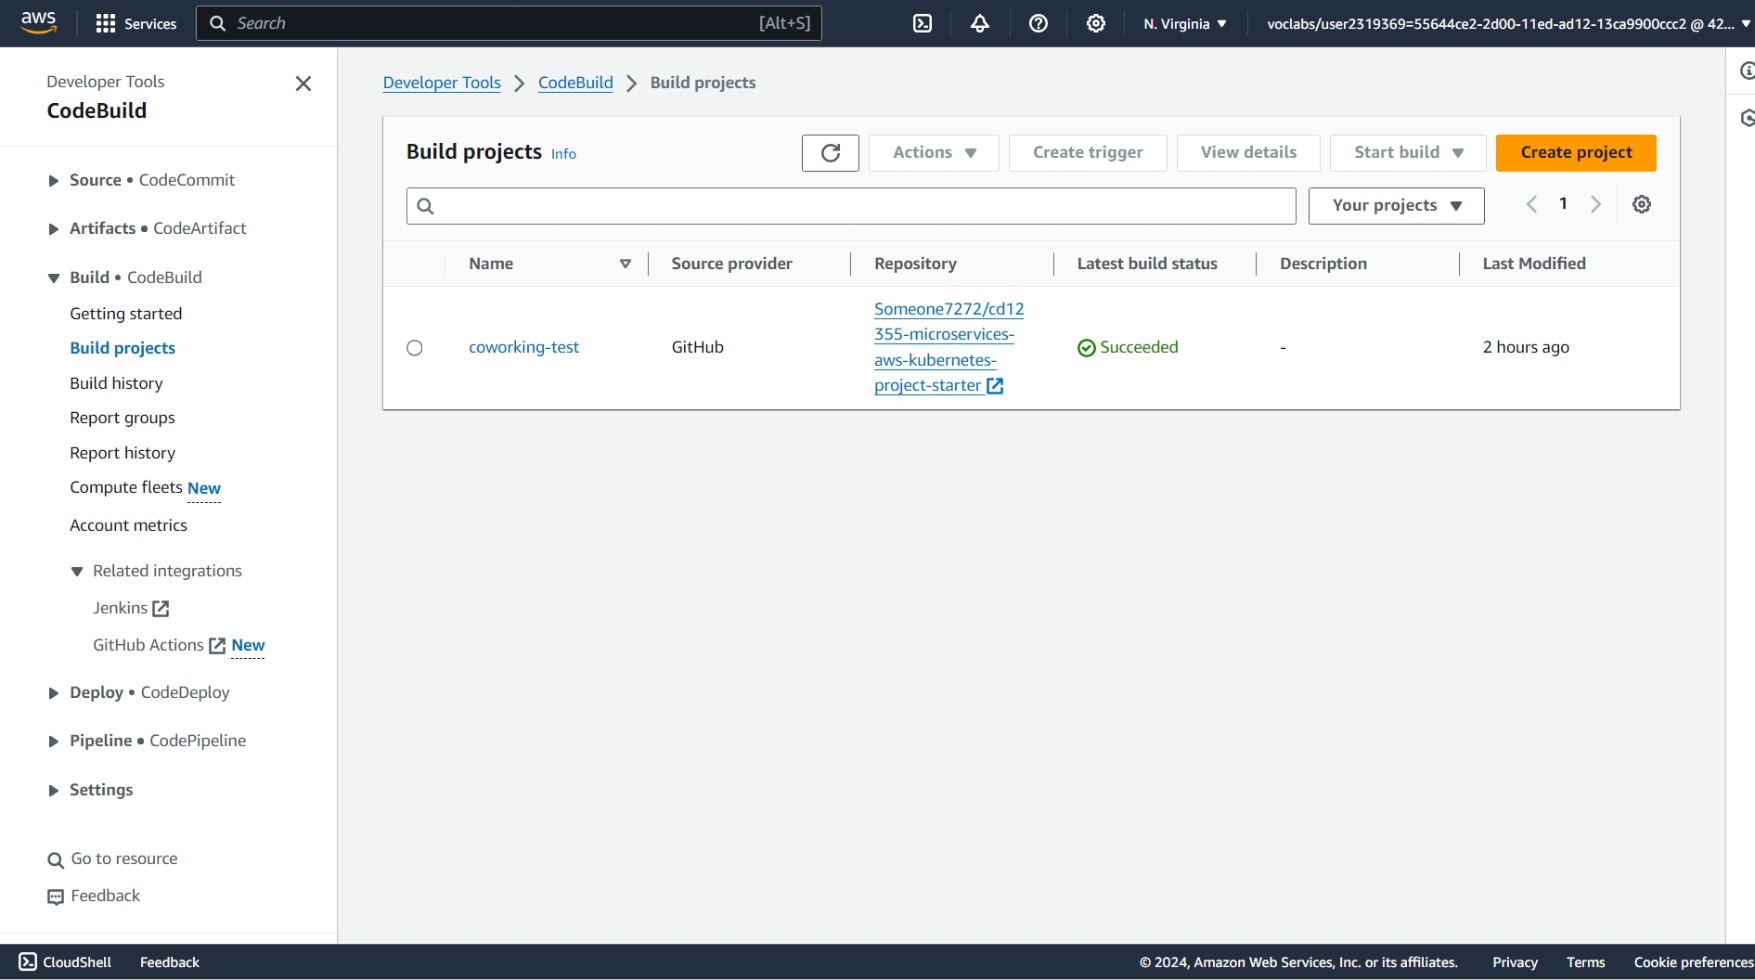 aws
Services
Search
[Alt+S]
N. Virginia
voclabs/user2319369=55644ce2-2d00-11ed-ad12-13ca9900ccc2 @ 42...
Developer Tools
CodeBuild
Source • CodeCommit
Artifacts • CodeArtifact
Build • CodeBuild
Getting started
Build projects
Build history
Report groups
Report history
Compute fleets New
Account metrics
Related integrations
Jenkins
GitHub Actions New
Deploy • CodeDeploy
Pipeline • CodePipeline
Settings
Go to resource
Feedback
Developer Tools
CodeBuild
Build projects
Build projects Info
Actions
Create trigger
View details
Start build
Create project
Your projects
1
Name
Source provider
Repository
Latest build status
Description
Last Modified
coworking-test
GitHub
Someone7272/cd12
355-microservices-
aws-kubernetes-
project-starter
Succeeded
-
2 hours ago
CloudShell
Feedback
© 2024, Amazon Web Services, Inc. or its affiliates.
Privacy
Terms
Cookie preferences